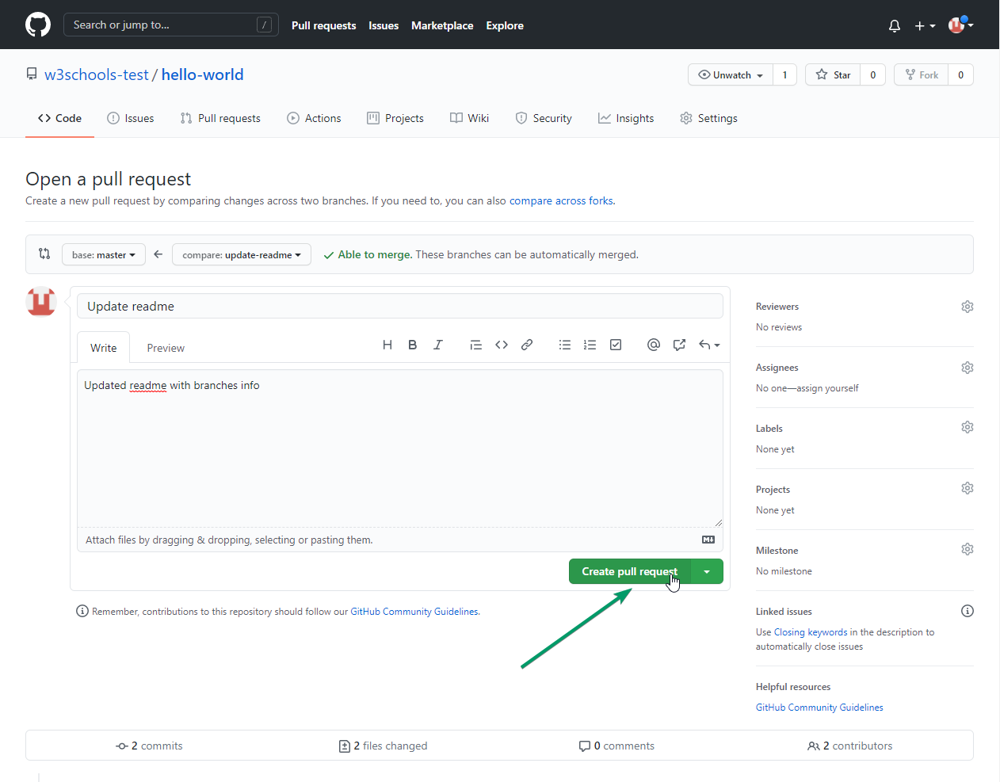 Search or jump to... /
Pull requests Issues Marketplace Explore
w3schools-test / hello-world
Unwatch 1 Star 0 Fork 0
Code Issues Pull requests Actions Projects Wiki Security Insights Settings
Open a pull request
Create a new pull request by comparing changes across two branches. If you need to, you can also compare across forks.
base: master compare: update-readme Able to merge. These branches can be automatically merged.
Update readme
Write Preview
Updated readme with branches info
Attach files by dragging & dropping, selecting or pasting them.
Create pull request
Remember, contributions to this repository should follow our GitHub Community Guidelines.
Reviewers
No reviews
Assignees
No one—assign yourself
Labels
None yet
Projects
None yet
Milestone
No milestone
Linked issues
Use Closing keywords in the description to
automatically close issues
Helpful resources
GitHub Community Guidelines
2 commits 2 files changed 0 comments 2 contributors